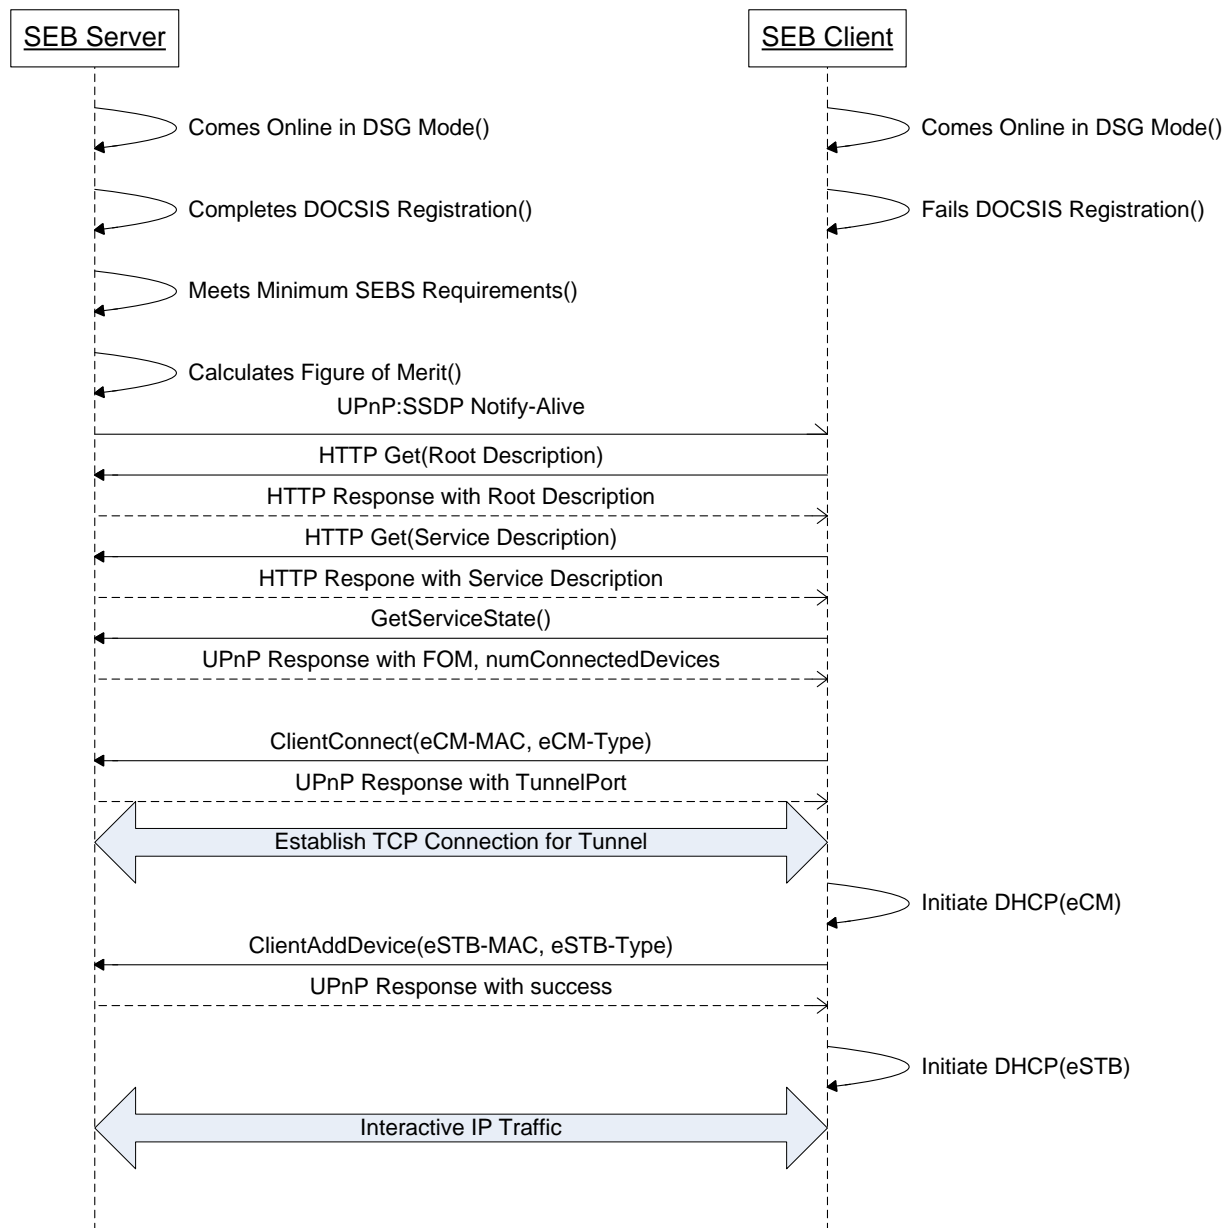 SEB Server
SEB Client
Comes Online in DSG Mode()
Comes Online in DSG Mode()
Completes DOCSIS Registration()
Fails DOCSIS Registration()
Meets Minimum SEBS Requirements()
Calculates Figure of Merit()
UPnP:SSDP Notify-Alive
HTTP Get(Root Description)
HTTP Response with Root Description
HTTP Get(Service Description)
HTTP Respone with Service Description
GetServiceState()
UPnP Response with FOM, numConnectedDevices
ClientConnect(eCM-MAC, eCM-Type)
UPnP Response with TunnelPort
Establish TCP Connection for Tunnel
Initiate DHCP(eCM)
ClientAddDevice(eSTB-MAC, eSTB-Type)
UPnP Response with success
Initiate DHCP(eSTB)
Interactive IP Traffic